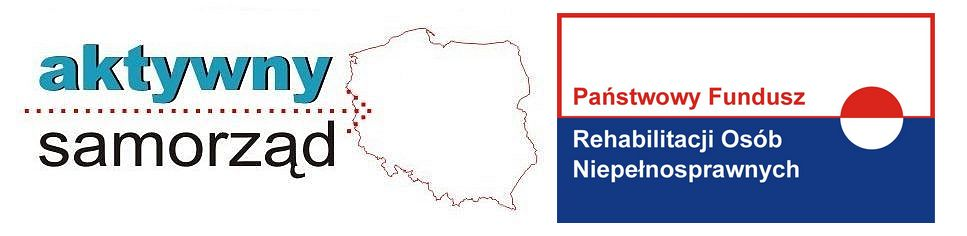 aktywny
samorząd
Państwowy Fundusz
Rehabilitacji Osób
Niepełnosprawnych